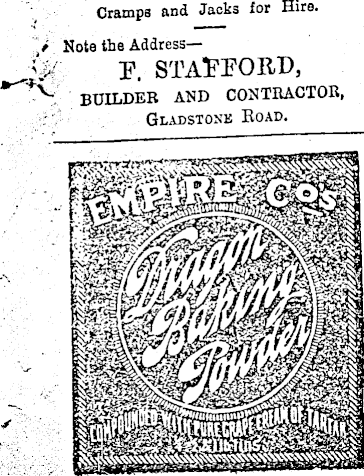 Cramps and Jacks for Hire.
Note the Address—
F. STAFFORD,
BUILDER AND CONTRACTOR,
GLADSTONE ROAD.
EMPIRE CO'S
Dragon
Baking
Powder
COMPOUNDED WITH PURE GRAPE CREAM OF TARTAR